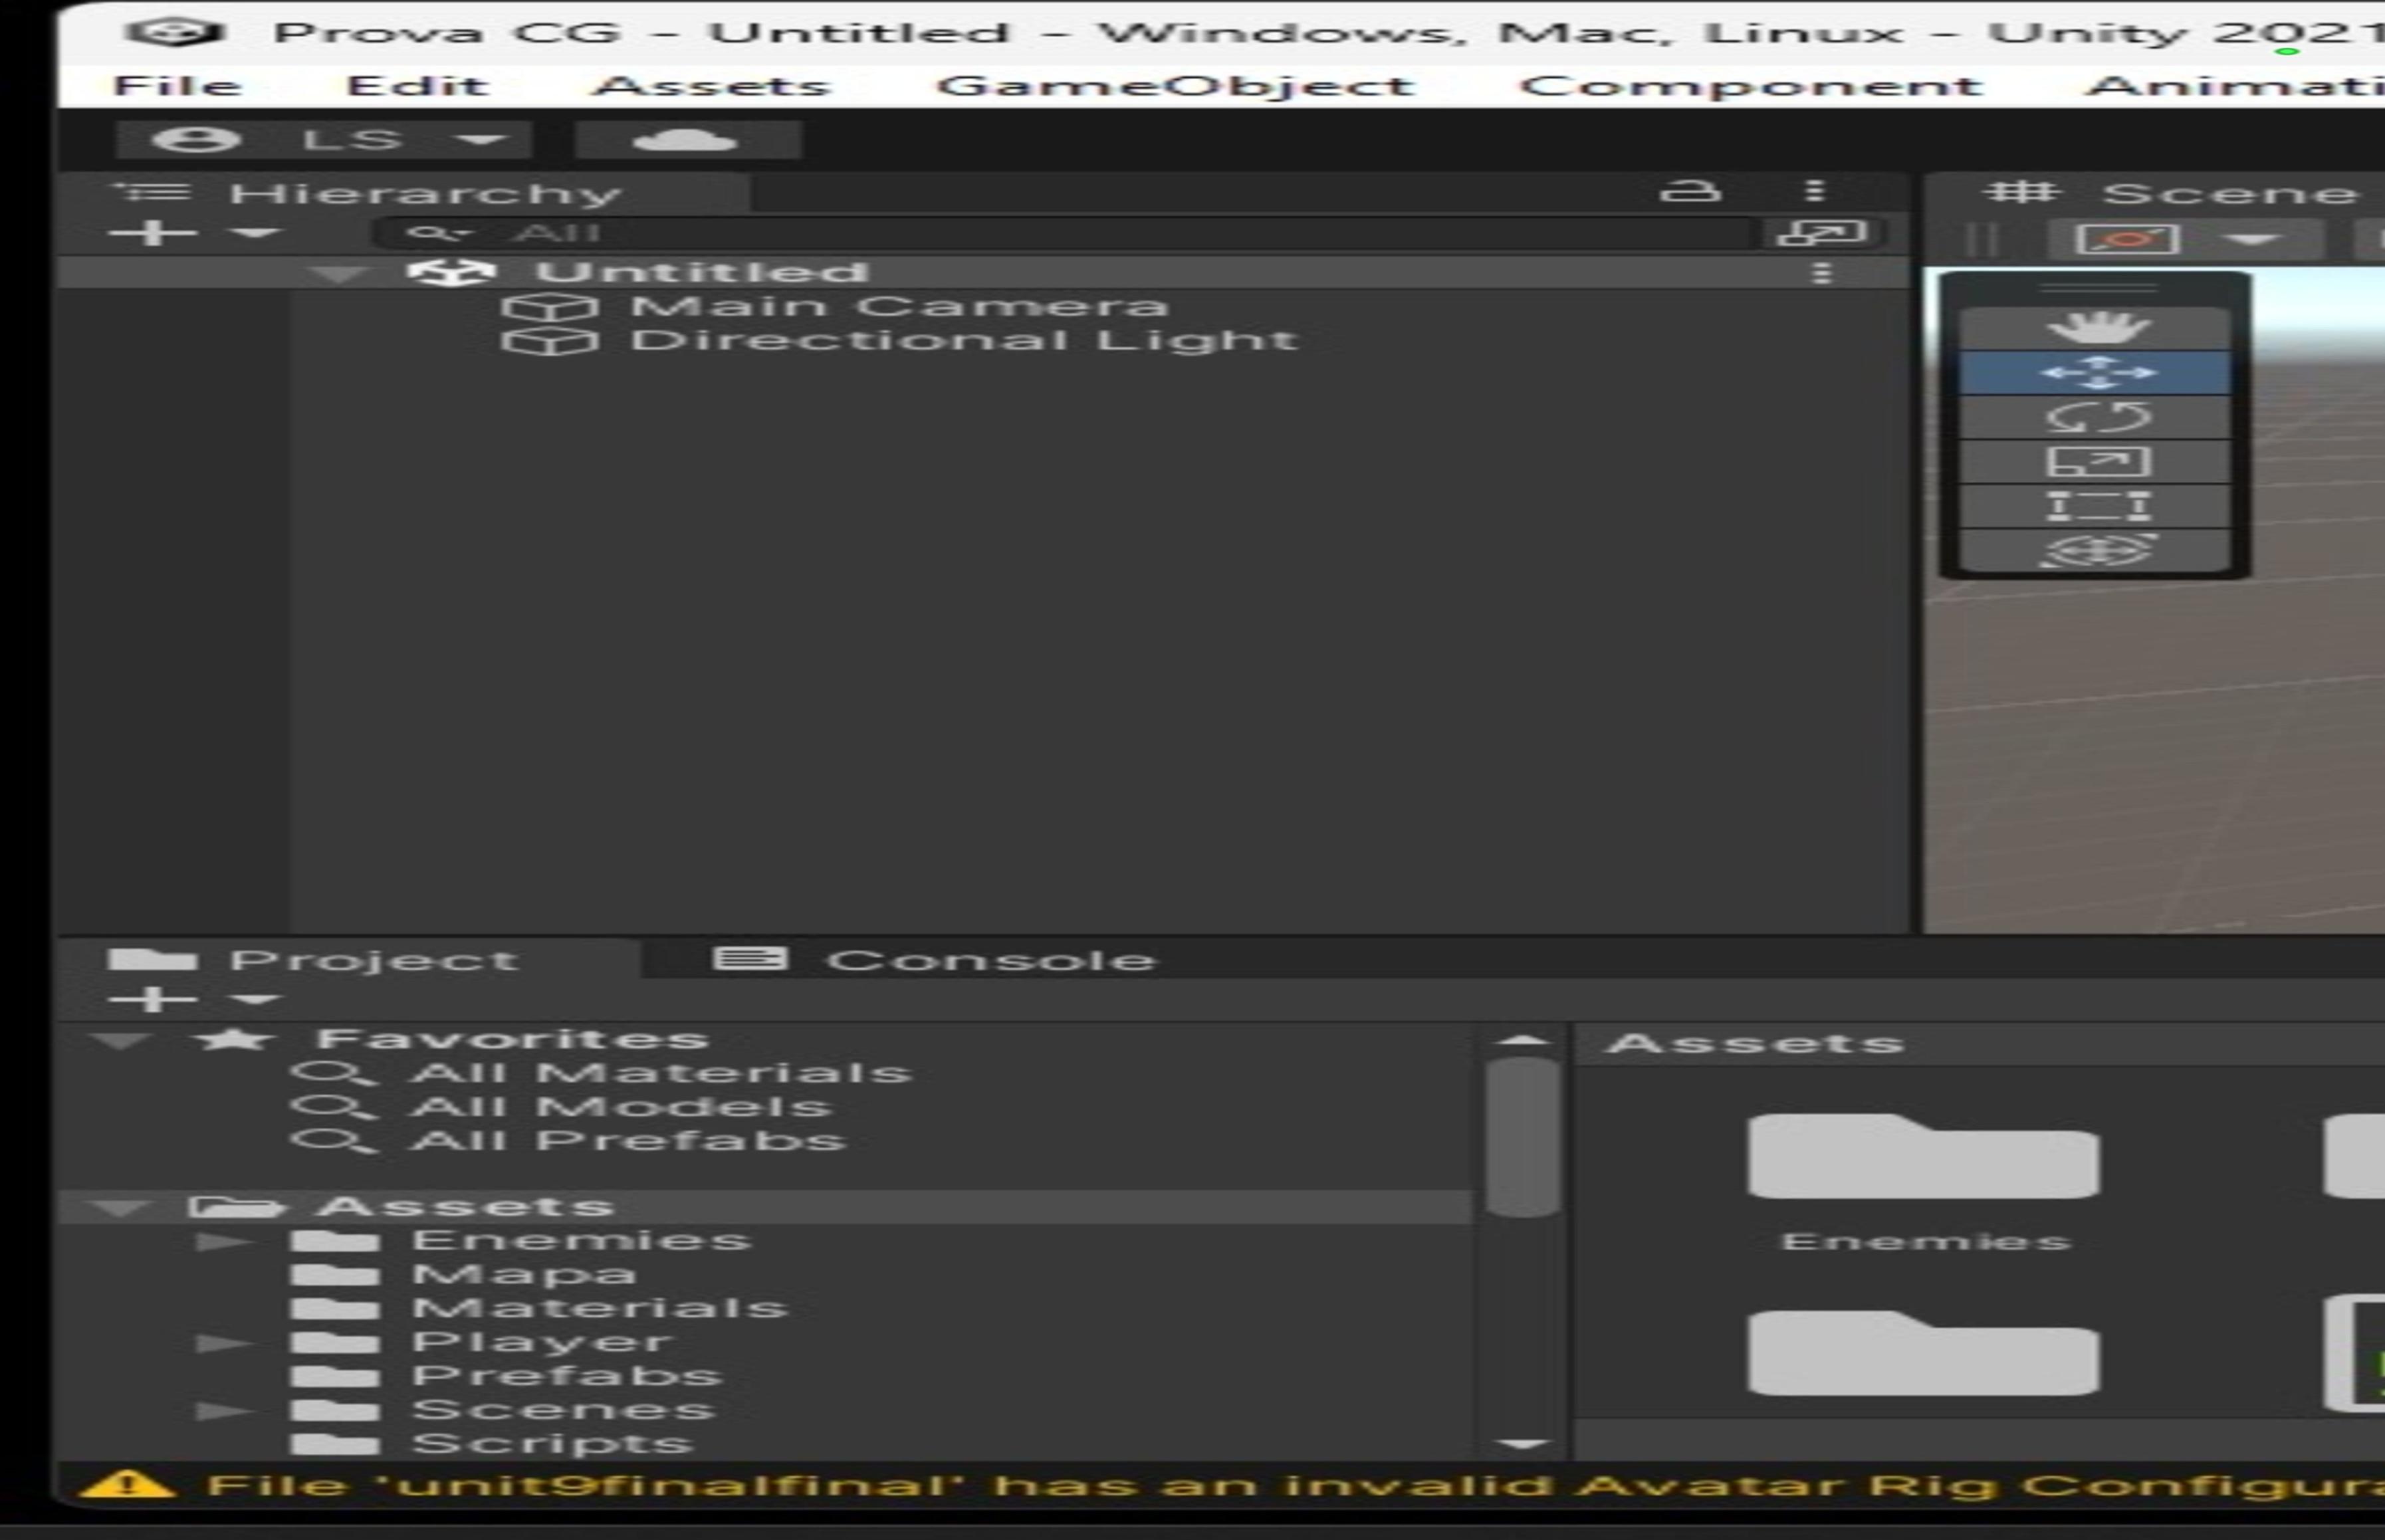 Prova CG - Untitled - Windows, Mac, Linux - Unity 2021
File Edit Assets GameObject Component Animati
LS
Hierarchy
All
Untitled
Main Camera
Directional Light
Scene
Project Console
Favorites
All Materials
All Models
All Prefabs
Assets
Enemies
Mapa
Materials
Player
Prefabs
Scenes
Scripts
Assets
Enemies
File 'unit9finalfinal' has an invalid Avatar Rig Configura